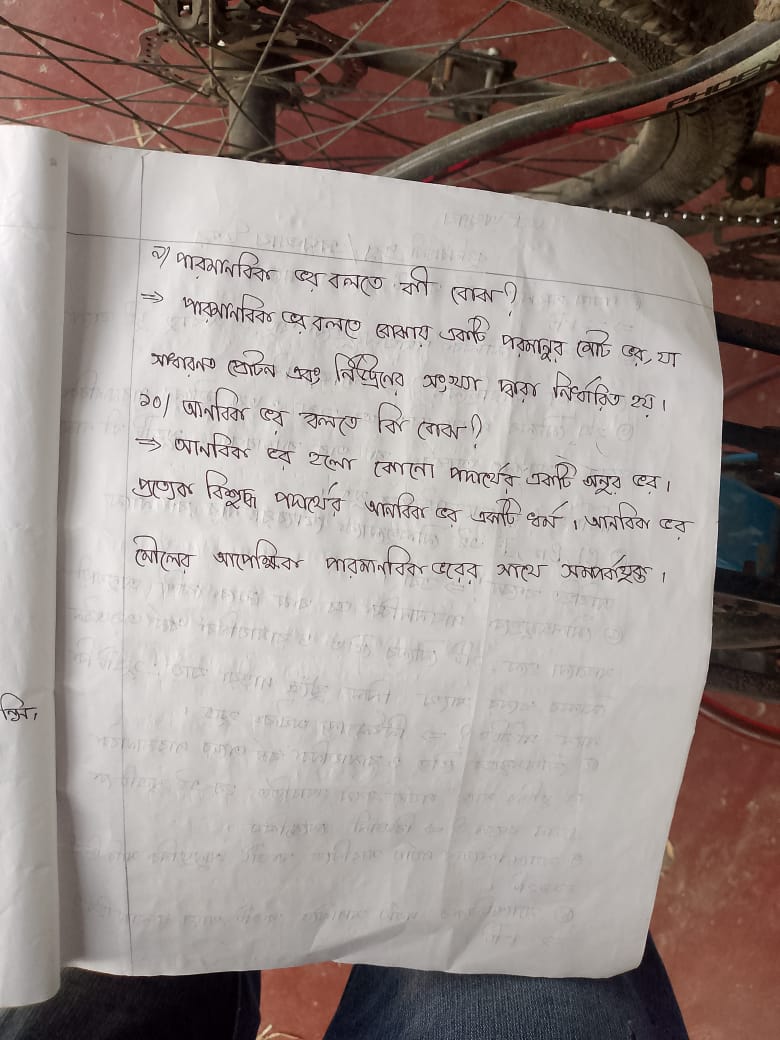 PHOEN
৯/ পারমানবিক ভর বলতে কী বোঝ?
⇒ পারমানবিক ভর বলতে বোঝায় একটি পরমানুর মোট ভর, যা
সাধারনত প্রোটন এবং নিউট্রনের সংখ্যা দ্বারা নির্ধারিত হয়।
১০/ আনবিক ভর বলতে কি বোঝ?
⇒ আনবিক ভর হলো কোনো পদার্থের একটি অনুর ভর।
প্রত্যেক বিশুদ্ধ পদার্থের আনবিক ভর একটি ধর্ম। আনবিক ভর
মৌলের আপেক্ষিক পারমানবিক ভরের সাথে সম্পর্কযুক্ত।